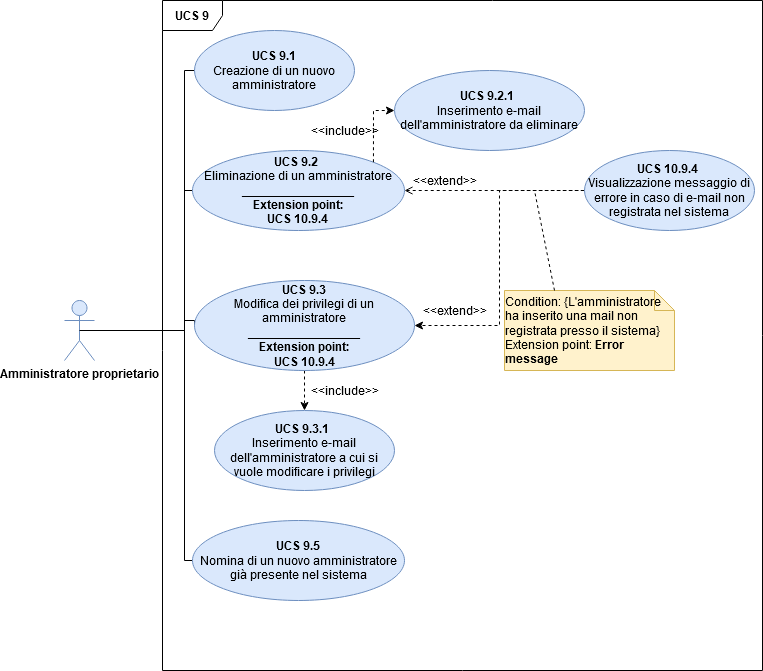 UCS 9
UCS 9.1
Creazione di un nuovo
amministratore
UCS 9.2.1
Inserimento e-mail
dell'amministratore da eliminare
<<include>>
UCS 9.2
Eliminazione di un amministratore
Extension point:
UCS 10.9.4
<<extend>>
UCS 10.9.4
Visualizzazione messaggio di
errore in caso di e-mail non
registrata nel sistema
UCS 9.3
Modifica dei privilegi di un
amministratore
Extension point:
UCS 10.9.4
<<extend>>
Condition: {L'amministratore
ha inserito una mail non
registrata presso il sistema}
Extension point: Error
message
Amministratore proprietario
<<include>>
UCS 9.3.1
Inserimento e-mail
dell'amministratore a cui si
vuole modificare i privilegi
UCS 9.5
Nomina di un nuovo amministratore
già presente nel sistema